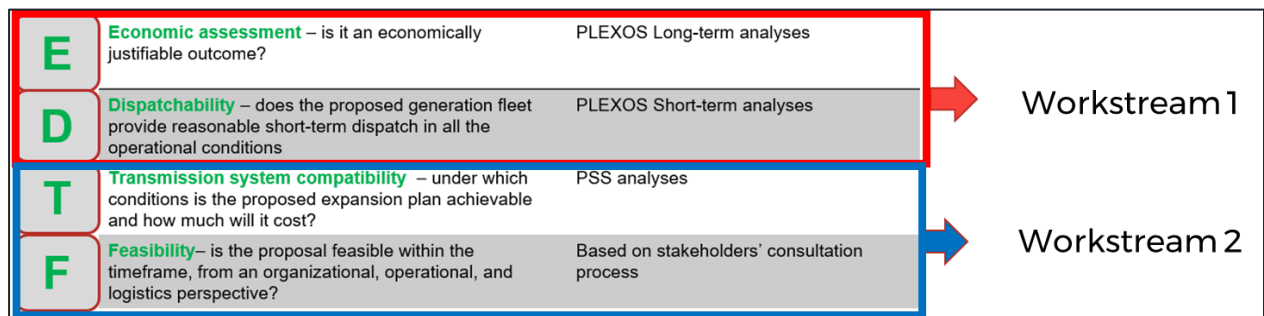 E
Economic assessment – is it an economically
justifiable outcome?
PLEXOS Long-term analyses
D
Dispatchability – does the proposed generation fleet
provide reasonable short-term dispatch in all the
operational conditions
PLEXOS Short-term analyses
Workstream 1
T
Transmission system compatibility – under which
conditions is the proposed expansion plan achievable
and how much will it cost?
PSS analyses
F
Feasibility– is the proposal feasible within the
timeframe, from an organizational, operational, and
logistics perspective?
Based on stakeholders’ consultation
process
Workstream 2